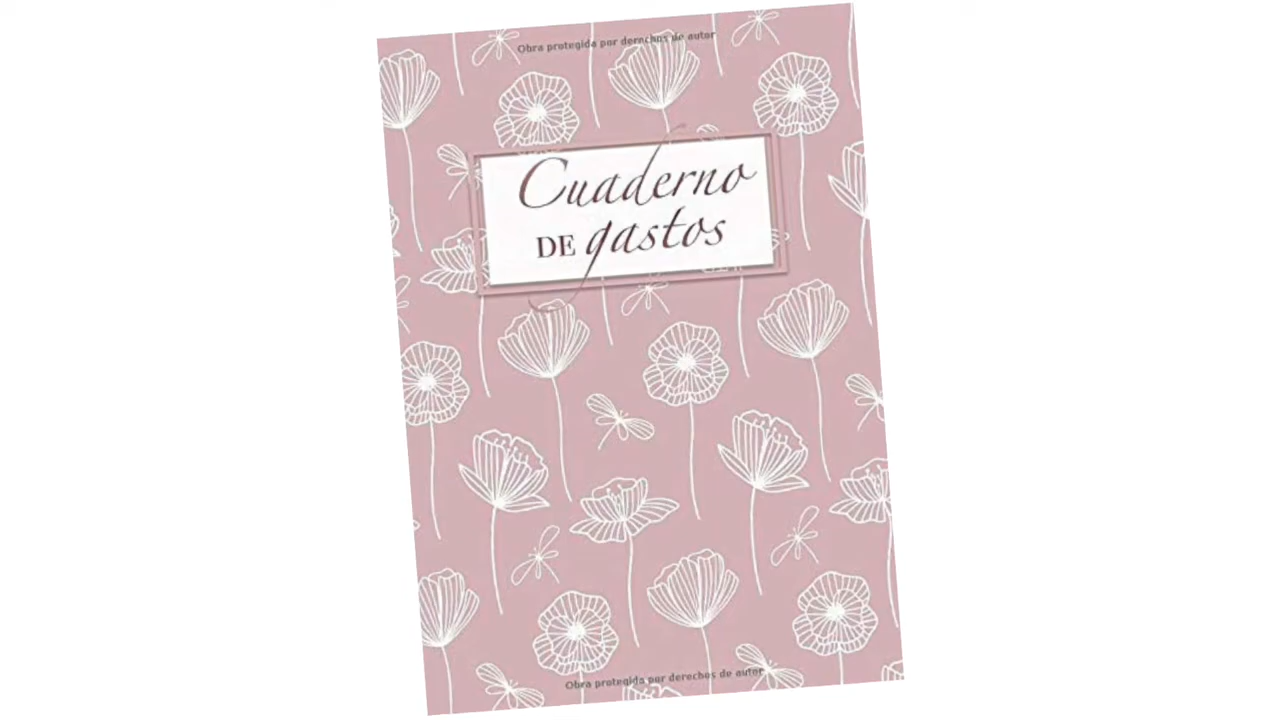 Obra protegida por derechos de autor
Cuaderno
DE gastos
Obra protegida por derechos de autor